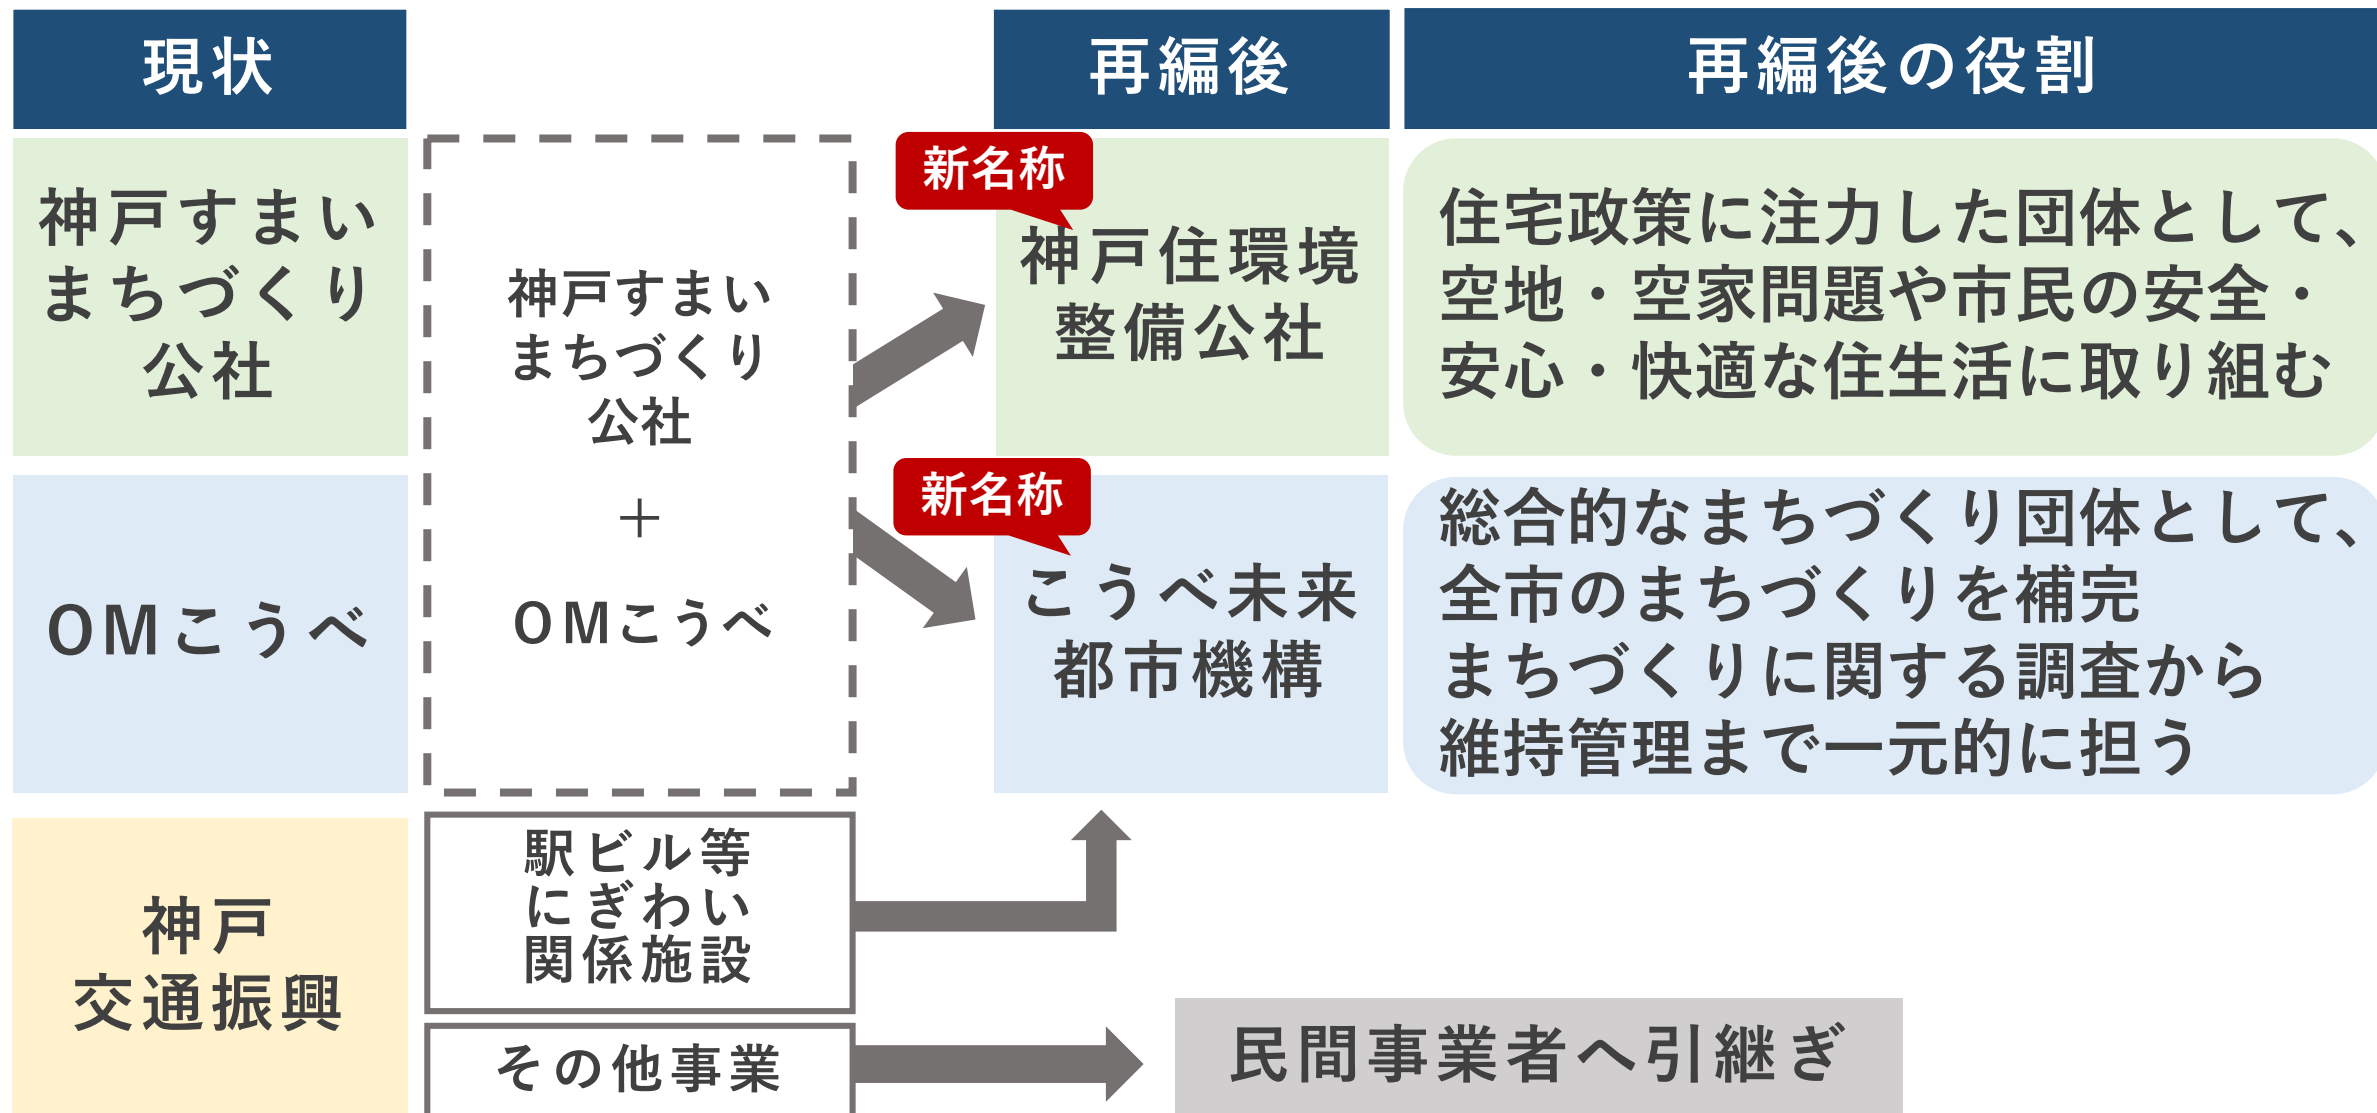 現状
再編後
再編後の役割
神戸すまい
まちづくり
公社
OMこうべ
神戸
交通振興
神戸すまい
まちづくり
公社
+
OMこうべ
駅ビル等
にぎわい
関係施設
その他事業
新名称
神戸住環境
整備公社
新名称
こうべ未来
都市機構
住宅政策に注力した団体として、
空地・空家問題や市民の安全・
安心・快適な住生活に取り組む
総合的なまちづくり団体として、
全市のまちづくりを補完
まちづくりに関する調査から
維持管理まで一元的に担う
民間事業者へ引継ぎ